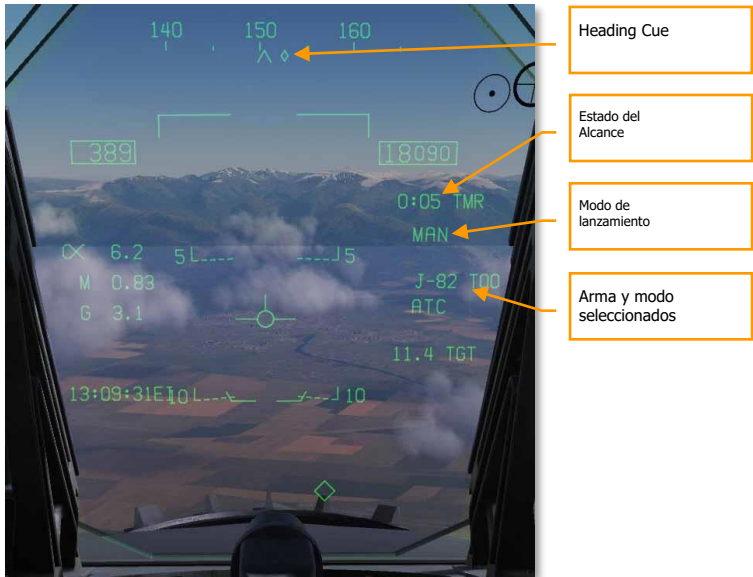 140 150 160
Heading Cue
389
18090
Estado del
Alcance
0:05 TMR
MAN
Modo de
lanzamiento
α 6.2
5 5
M 0.83
J-82 TOO
G 3.1
ATC
Arma y modo
seleccionados
11.4 TGT
13:09:31
10 10